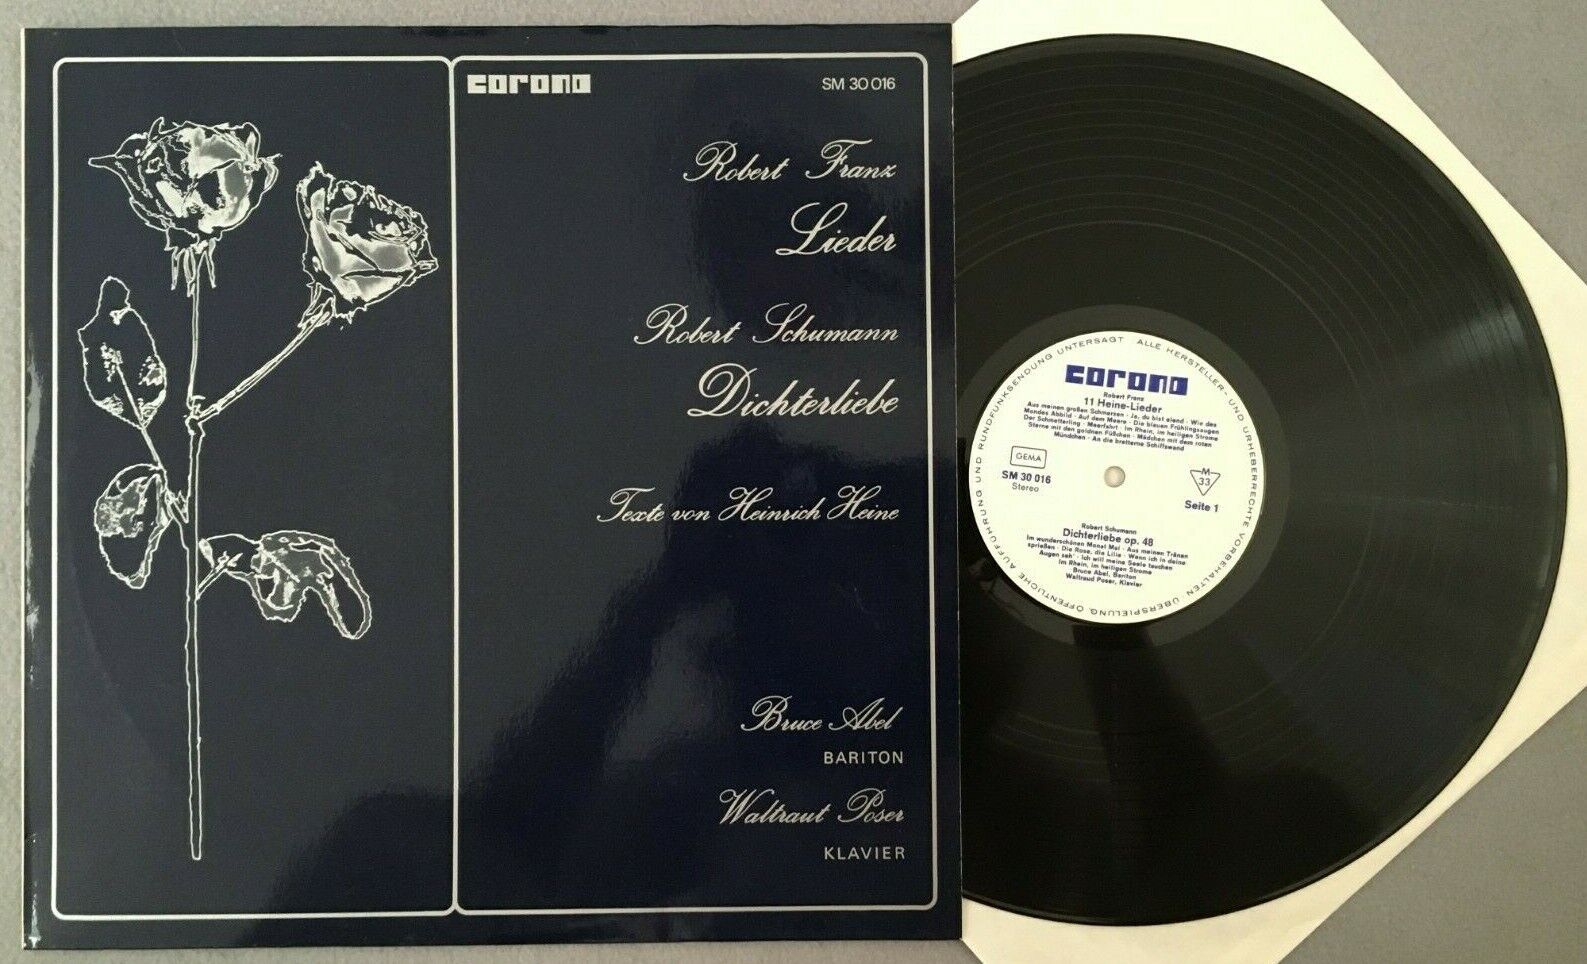 corona
SM 30 016
Robert Franz
Lieder
Robert Schumann
Dichterliebe
Texte von Heinrich Heine
Bruce Abel
BARITON
Waltraut Poser
KLAVIER
ALLE HERSTELLER- UND URHEBERRECHTE VORBEHALTEN. ÜBERSPIELUNG, ÖFFENTLICHE AUFFÜHRUNG UND RUNDFUNKSENDUNG UNTERSAGT
corona
Robert Franz
11 Heine-Lieder
Aus meinen großen Schmerzen · Ja, du bist elend · Wie des
Mondes Abbild · Auf dem Meere · Die blauen Frühlingsaugen
Der Schmetterling · Meerfahrt · Im Rhein, im heiligen Strome
Sterne mit den goldnen Füßchen · Mädchen mit dem roten
Mündchen · An die bretterne Schiffswand
GEMA
SM 30 016
Stereo
M
33
Seite 1
Robert Schumann
Dichterliebe op. 48
Im wunderschönen Monat Mai · Aus meinen Tränen
sprießen · Die Rose, die Lilie · Wenn ich in deine
Augen seh' · Ich will meine Seele tauchen
Im Rhein, im heiligen Strome
Bruce Abel, Bariton
Waltraud Poser, Klavier